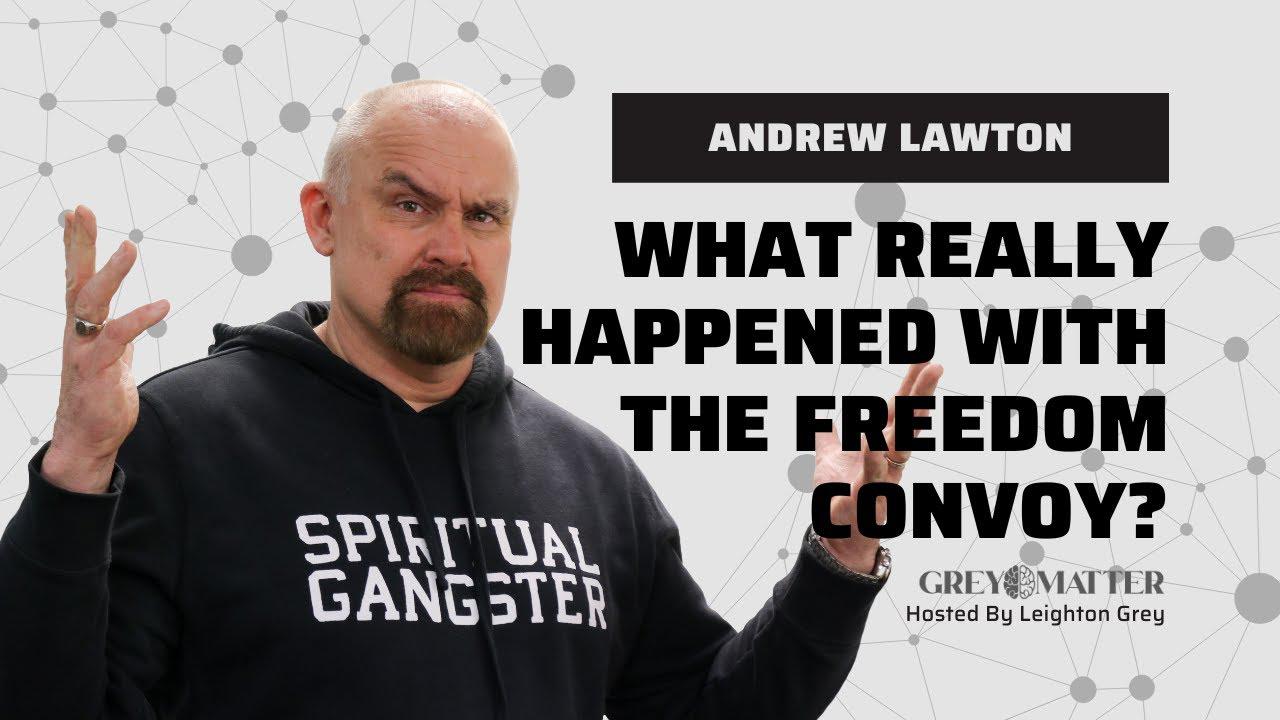 ANDREW LAWTON
WHAT REALLY
HAPPENED WITH
THE FREEDOM
CONVOY?
GREY MATTER
Hosted By Leighton Grey
SPIRITUAL
GANGSTER